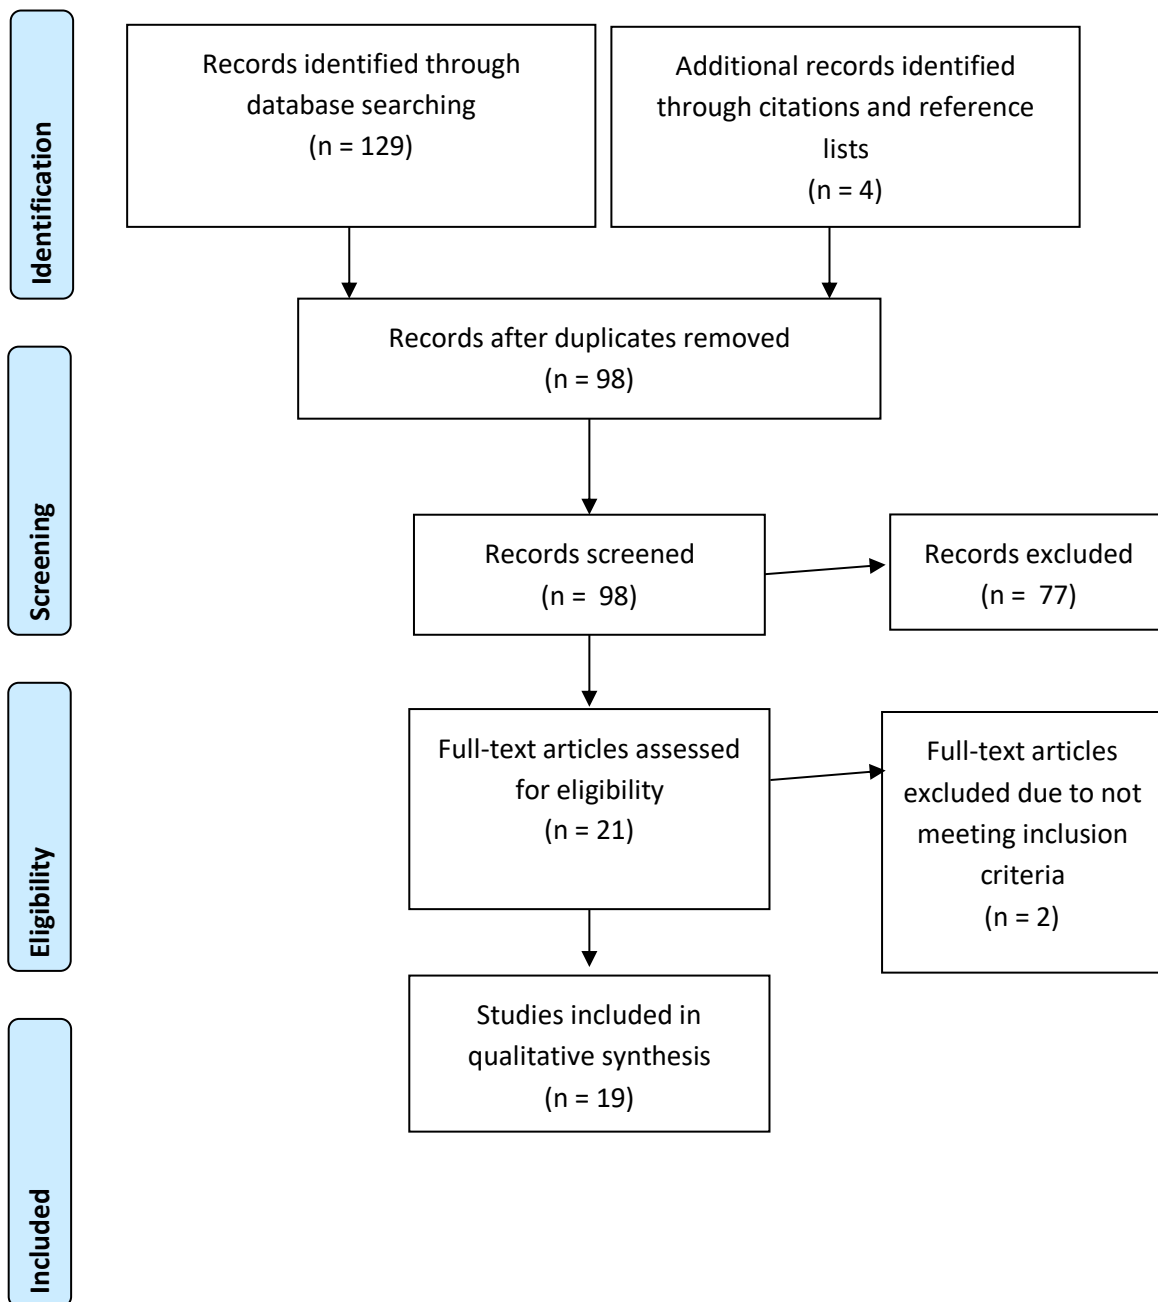 Identification
Records identified through
database searching
(n = 129)
Additional records identified
through citations and reference
lists
(n = 4)
Records after duplicates removed
(n = 98)
Screening
Records screened
(n =  98)
Records excluded
(n =  77)
Eligibility
Full-text articles assessed
for eligibility
(n = 21)
Full-text articles
excluded due to not
meeting inclusion
criteria
(n = 2)
Included
Studies included in
qualitative synthesis
(n = 19)